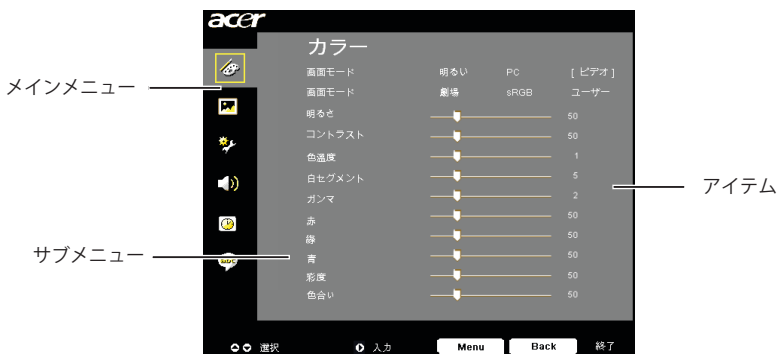 acer
カラー
画面モード 明るい PC [ ビデオ ]
画面モード 劇場 sRGB ユーザー
明るさ 50
コントラスト 50
色温度 1
白セグメント 5
ガンマ 2
赤 50
緑 50
青 50
彩度 50
色合い 50
選択 入力 Menu Back 終了
メインメニュー
サブメニュー
アイテム